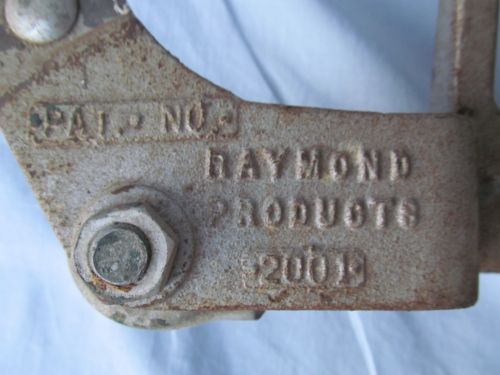 PAT. NO.
RAYMOND
PRODUCTS
2001